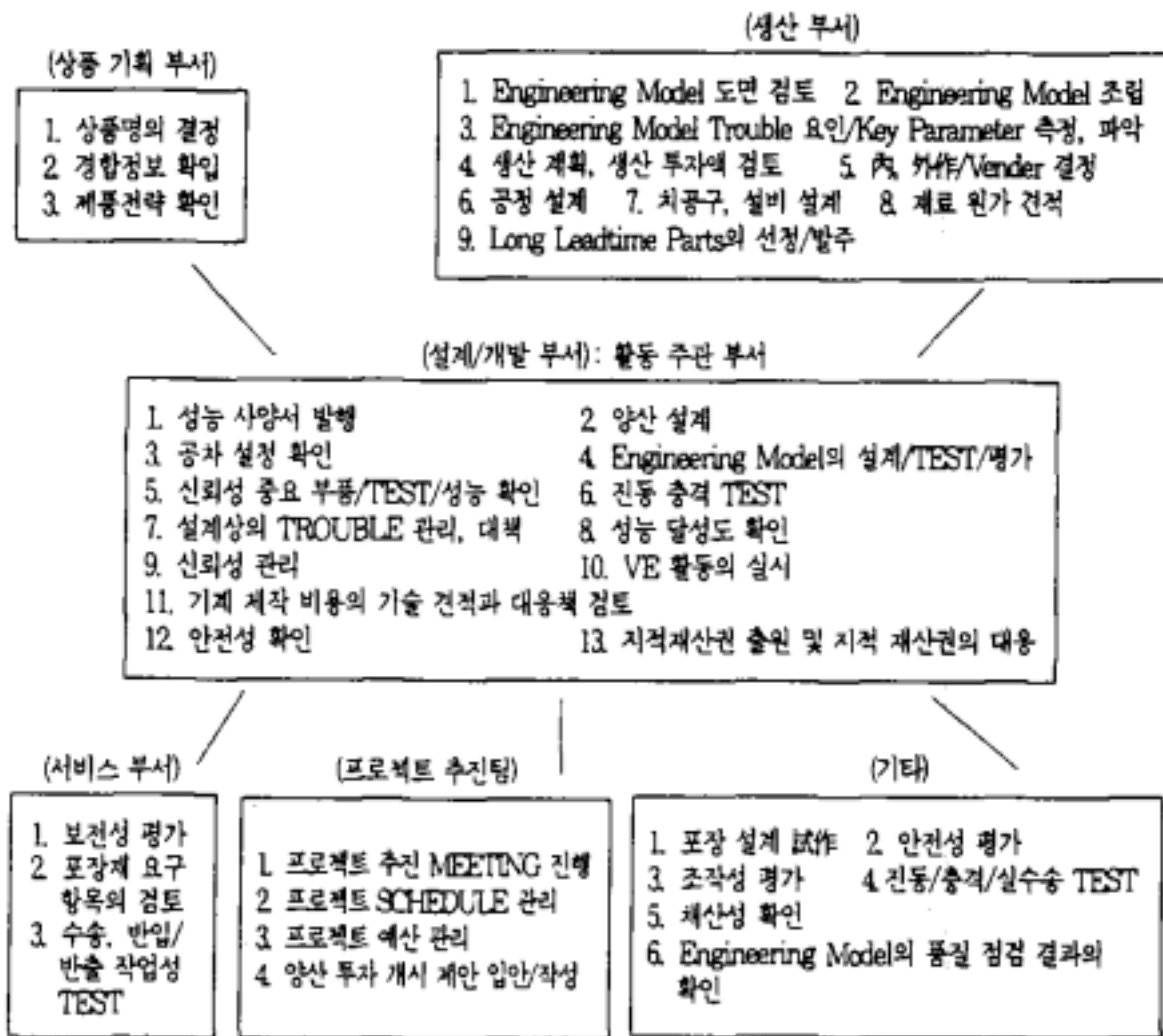 (상품 기획 부서)
1. 상품명의 결정
2. 경합정보 확입
3. 제품전략 확인
(생산 부서)
1. Engineering Model 도면 검토 2. Engineering Model 조립
3. Engineering Model Trouble 요인/Key Parameter 측정, 파악
4. 생산 계획, 생산 투자액 검토 5. 內, 外作/Vender 결정
6. 공정 설계 7. 치공구, 설비 설계 8. 재료 원가 견적
9. Long Leadtime Parts의 선정/발주
(설계/개발 부서) : 활동 주관 부서
1. 성능 사양서 발행 2. 양산 설계
3. 공차 설정 확인 4. Engineering Model의 설계/TEST/평가
5. 신뢰성 중요 부품/TEST/성능 확인 6. 진동 충격 TEST
7. 설계상의 TROUBLE 관리, 대책 8. 성능 달성도 확인
9. 신뢰성 관리 10. VE 활동의 실시
11. 기계 제작 비용의 기술 견적과 대응책 검토
12. 안전성 확인 13. 지적재산권 출원 및 지적 재산권의 대응
(서비스 부서)
1. 보전성 평가
2. 포장재 요구
항목의 검토
3. 수송, 반입/
반출 작업성
TEST
(프로젝트 추진팀)
1. 프로젝트 추진 MEETING 진행
2. 프로젝트 SCHEDULE 관리
3. 프로젝트 예산 관리
4. 양산 투자 개시 제안 입안/작성
(기타)
1. 포장 설계 試作 2. 안전성 평가
3. 조작성 평가 4. 진동/충격/실수송 TEST
5. 채산성 확인
6. Engineering Model의 품질 점검 결과의
확인